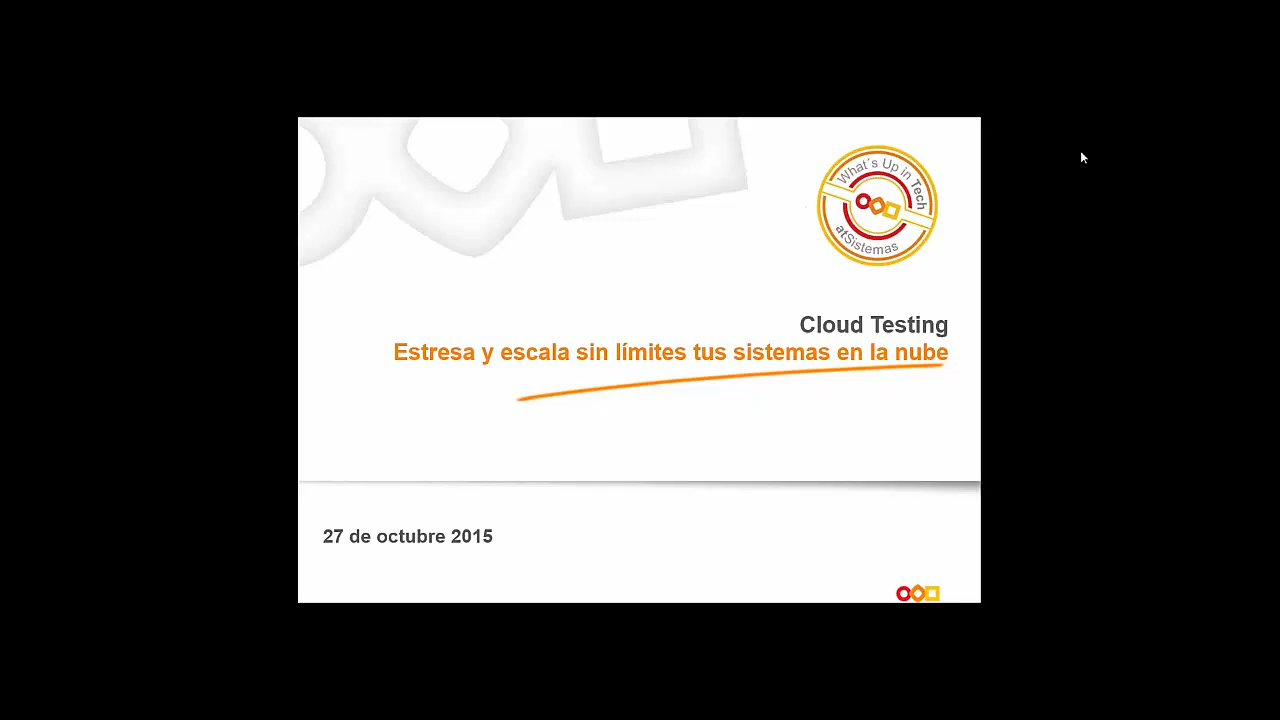 What´s Up in Tech
atSistemas
Cloud Testing
Estresa y escala sin límites tus sistemas en la nube
27 de octubre 2015